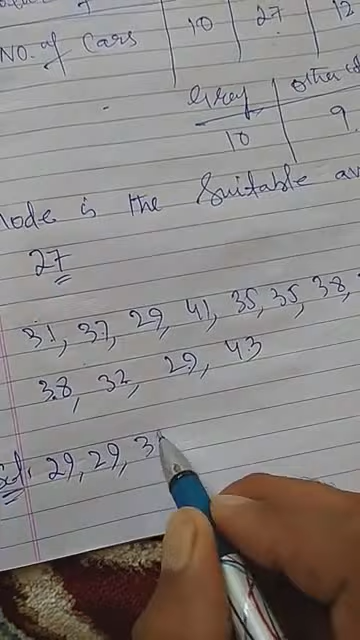 No. of Cars 10 27 12
Grey other
10 9
Mode is the Suitable
27
31, 37, 29, 41, 35, 35, 38,
38, 32, 29, 43
Sol. 29, 29, 3